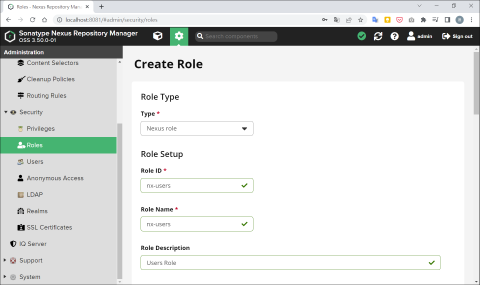 Roles - Nexus Repository Manager
localhost:8081/#admin/security/roles
Sonatype Nexus Repository Manager
OSS 3.50.0-01
Search components
admin
Sign out
Administration
Content Selectors
Cleanup Policies
Routing Rules
Security
Privileges
Roles
Users
Anonymous Access
LDAP
Realms
SSL Certificates
IQ Server
Support
System
Create Role
Role Type
Type *
Nexus role
Role Setup
Role ID *
nx-users
Role Name *
nx-users
Role Description
Users Role